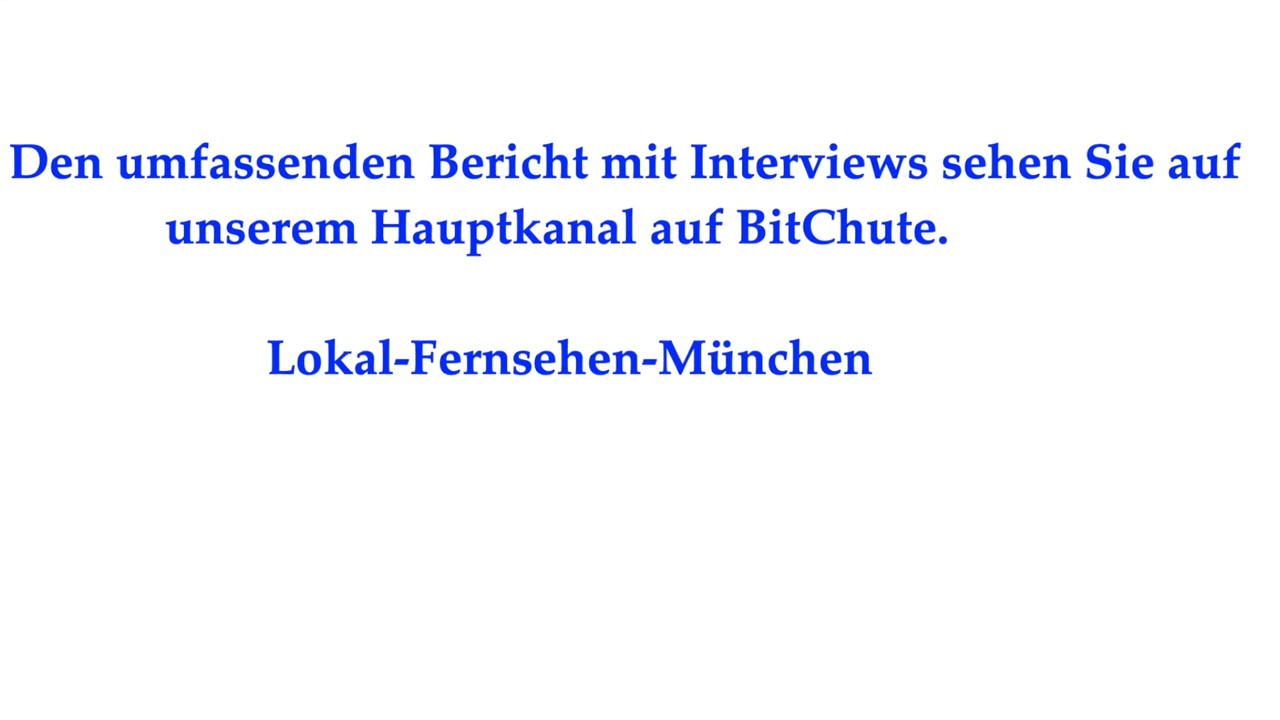 Den umfassenden Bericht mit Interviews sehen Sie auf
unserem Hauptkanal auf BitChute.
Lokal-Fernsehen-München